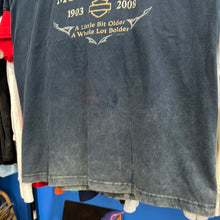 1903 2008
A Little Bit Older
A Whole Lot Bolder